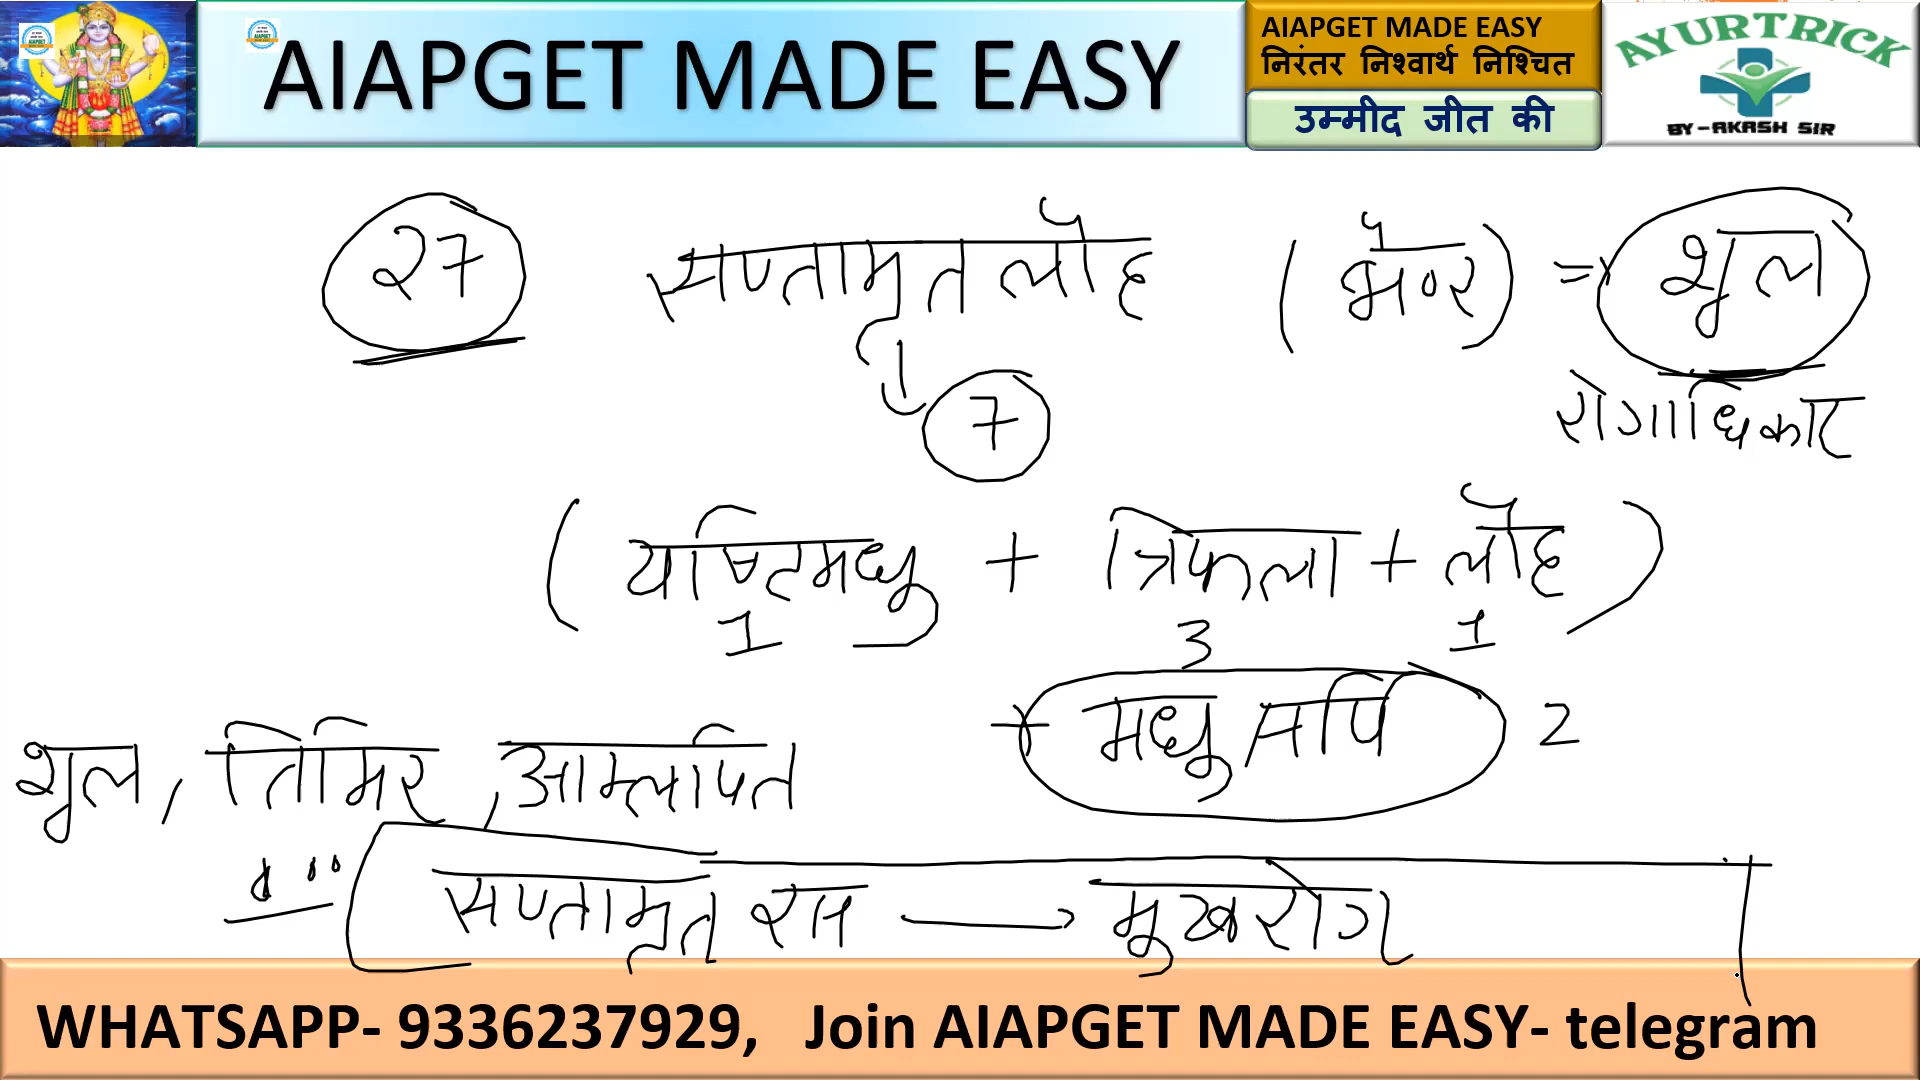 AIAPGET MADE EASY
AIAPGET MADE EASY
निरंतर निश्वार्थ निश्चित
उम्मीद जीत की
AYURTRICK
BY-AKASH SIR
27 सप्तामृत लौह (भै०र) => शूल
रोगाधिकार
7
(यष्टिमधु + त्रिफला + लौह)
1 3 1
+ मधु सर्पि 2
शूल, तिमिर, आम्लपित
सप्तामृत रस → मुखरोग
WHATSAPP- 9336237929, Join AIAPGET MADE EASY- telegram